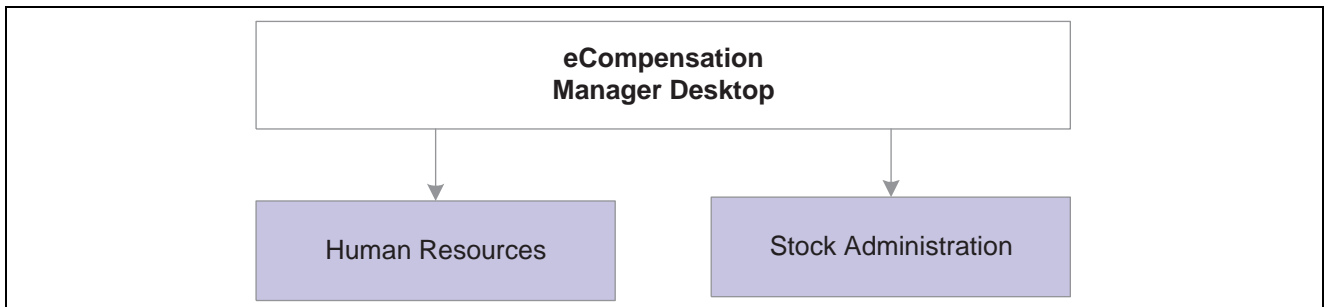 eCompensation
Manager Desktop
Human Resources
Stock Administration